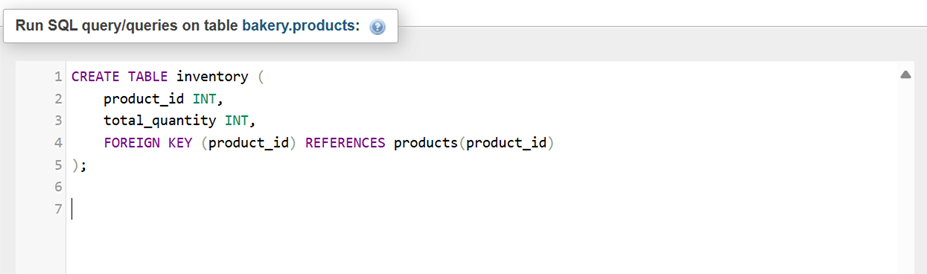 Run SQL query/queries on table bakery.products:
1 CREATE TABLE inventory (
2     product_id INT,
3     total_quantity INT,
4     FOREIGN KEY (product_id) REFERENCES products(product_id)
5 );
6
7